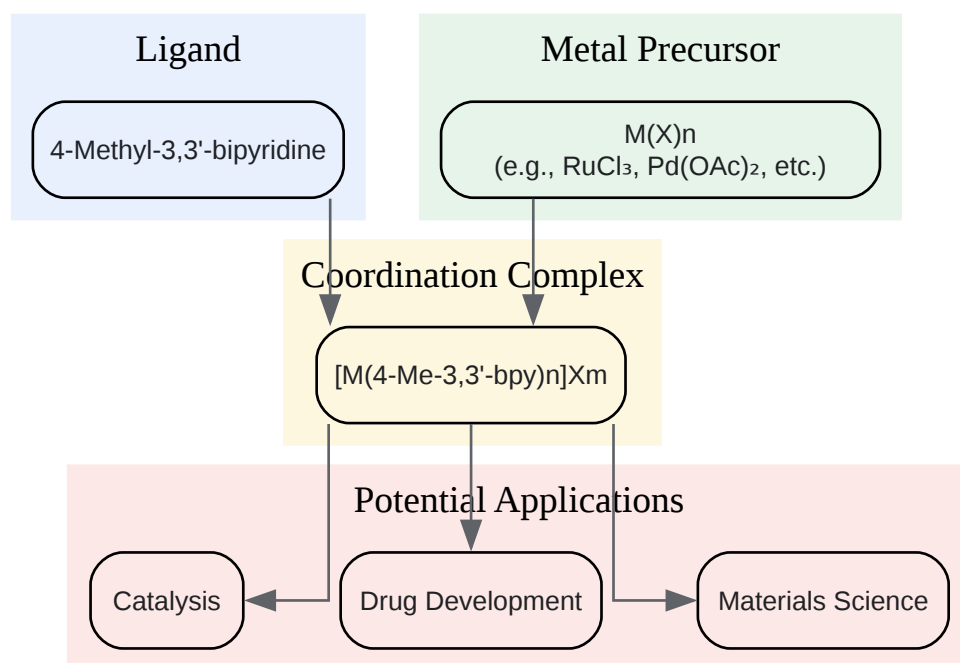 Ligand
Metal Precursor
4-Methyl-3,3'-bipyridine
M(X)n
(e.g., RuCl₃, Pd(OAc)₂, etc.)
Coordination Complex
[M(4-Me-3,3'-bpy)n]Xm
Potential Applications
Catalysis
Drug Development
Materials Science